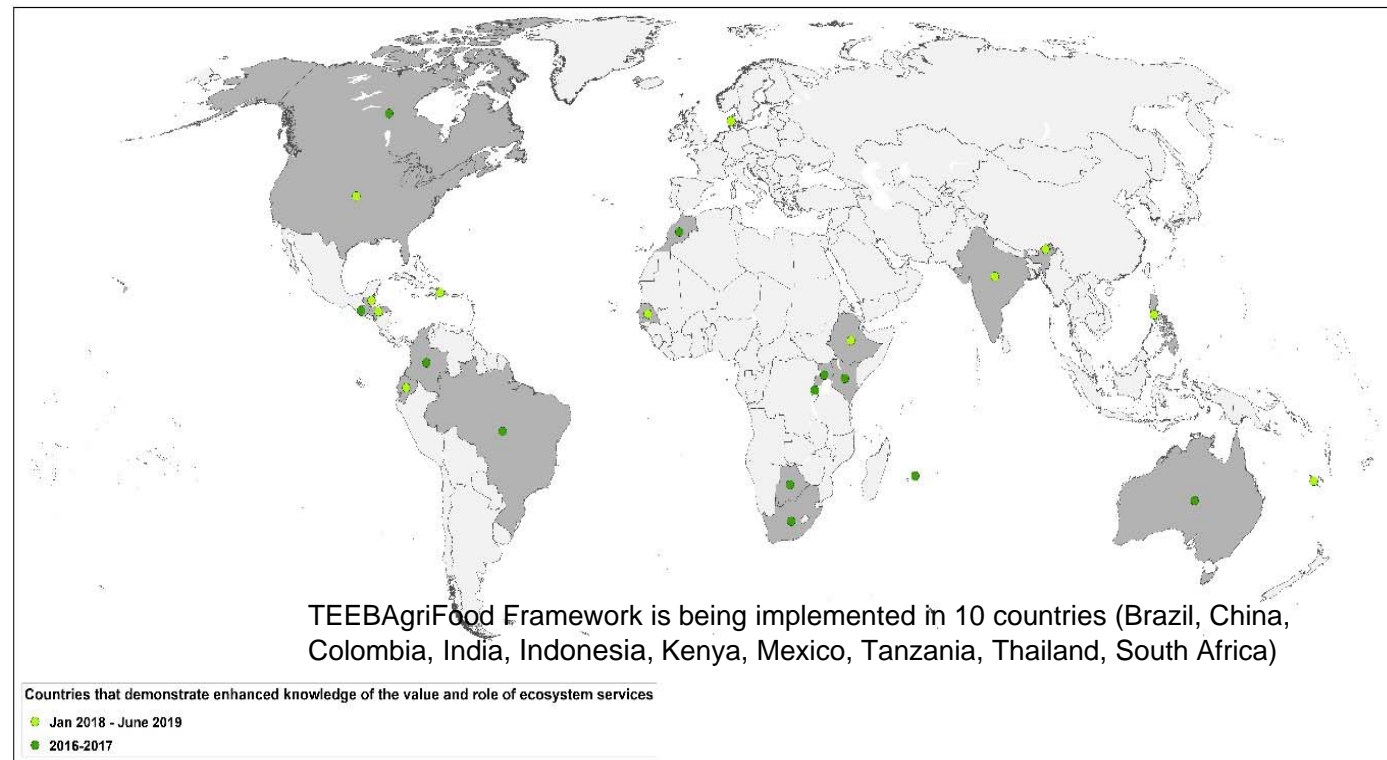 TEEBAgriFood Framework is being implemented in 10 countries (Brazil, China,
Colombia, India, Indonesia, Kenya, Mexico, Tanzania, Thailand, South Africa)
Countries that demonstrate enhanced knowledge of the value and role of ecosystem services
Jan 2018 - June 2019
2016-2017